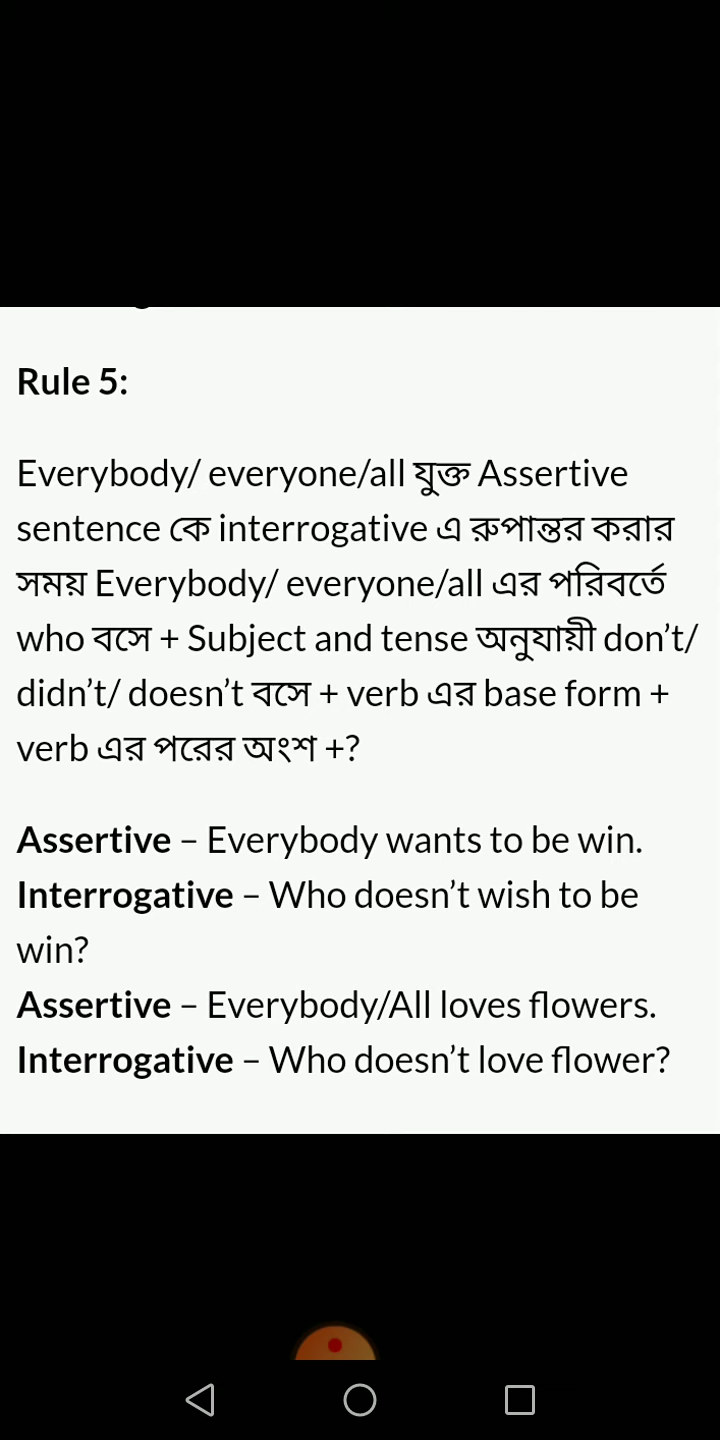 Rule 5:
Everybody/ everyone/all যুক্ত Assertive
sentence কে interrogative এ রুপান্তর করার
সময় Everybody/ everyone/all এর পরিবর্তে
who বসে + Subject and tense অনুযায়ী don’t/
didn’t/ doesn’t বসে + verb এর base form +
verb এর পরের অংশ +?
Assertive – Everybody wants to be win.
Interrogative – Who doesn’t wish to be
win?
Assertive – Everybody/All loves flowers.
Interrogative – Who doesn’t love flower?